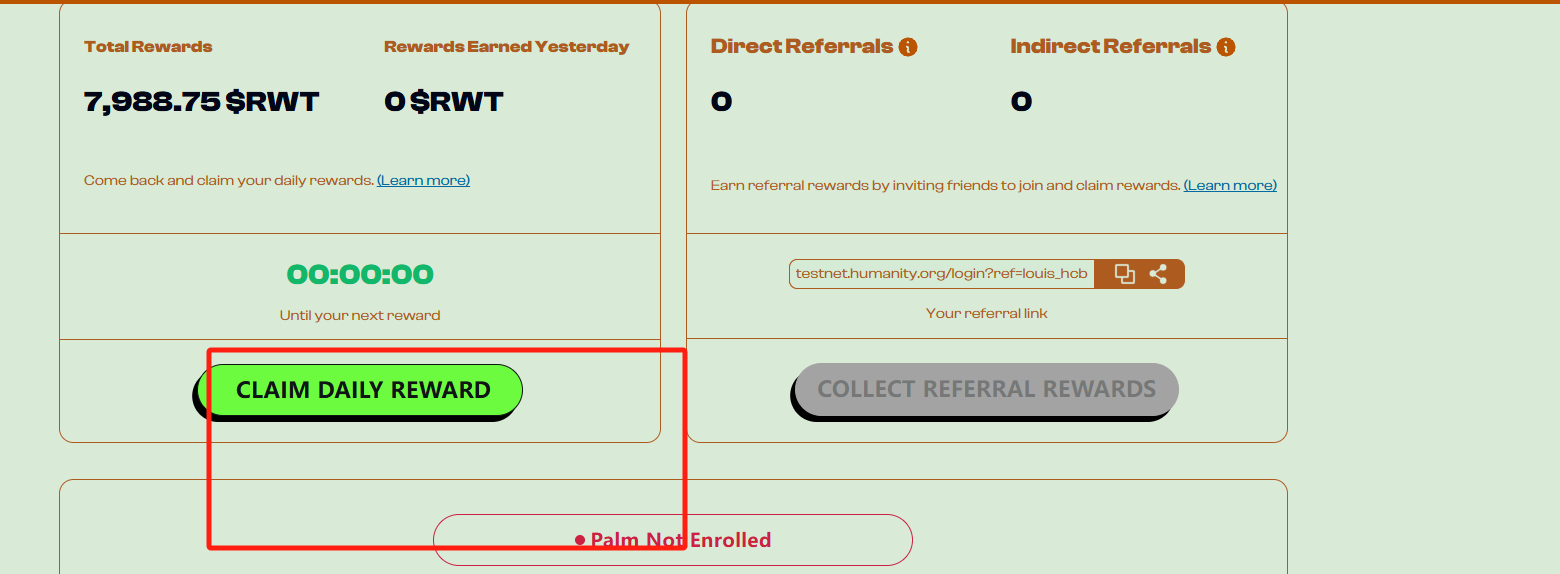 Total Rewards
Rewards Earned Yesterday
7,988.75 $RWT
0 $RWT
Come back and claim your daily rewards. (Learn more)
00:00:00
Until your next reward
CLAIM DAILY REWARD
Direct Referrals
Indirect Referrals
0
0
Earn referral rewards by inviting friends to join and claim rewards. (Learn more)
testnet.humanity.org/login?ref=louis_hcb
Your referral link
COLLECT REFERRAL REWARDS
Palm Not Enrolled